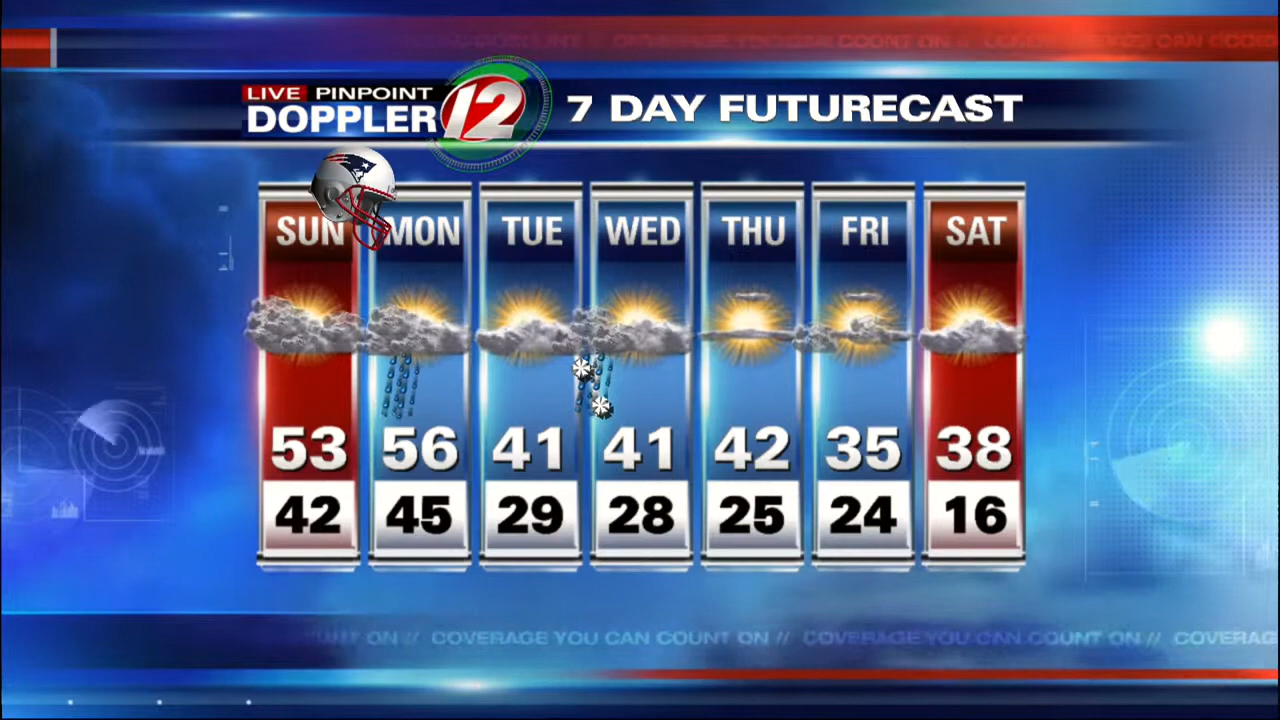 LIVE PINPOINT
DOPPLER 12
7 DAY FUTURECAST
SUN MON TUE WED THU FRI SAT
53 56 41 41 42 35 38
42 45 29 28 25 24 16
COVERAGE YOU CAN COUNT ON // COVERAGE YOU CAN COUNT ON // COVERAG